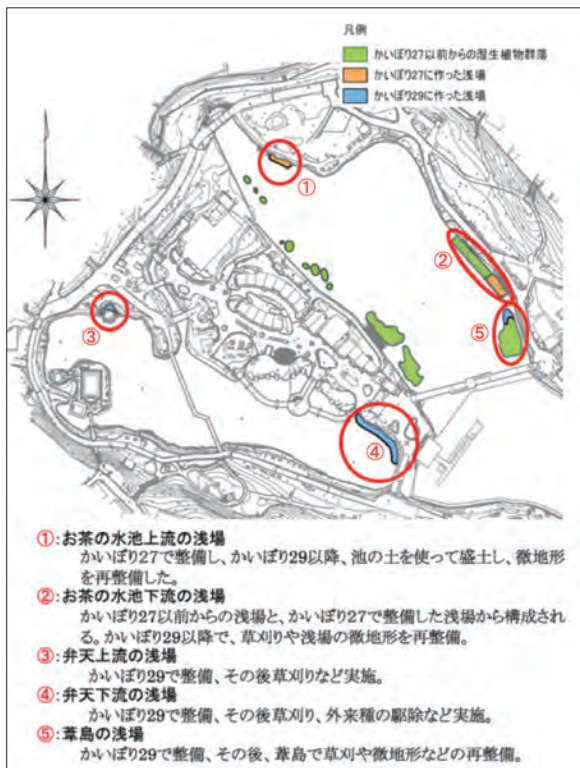 凡例
かいぼり27以前からの湿生植物群落
かいぼり27に作った浅場
かいぼり29に作った浅場
①
②
③
⑤
④
①:お茶の水池上流の浅場
かいぼり27で整備し、かいぼり29以降、池の土を使って盛土し、微地形
を再整備した。
②:お茶の水池下流の浅場
かいぼり27以前からの浅場と、かいぼり27で整備した浅場から構成され
る。かいぼり29以降で、草刈りや浅場の微地形を再整備。
③:弁天上流の浅場
かいぼり29で整備、その後草刈りなど実施。
④:弁天下流の浅場
かいぼり29で整備、その後草刈り、外来種の駆除など実施。
⑤:葦島の浅場
かいぼり29で整備、その後、葦島で草刈や微地形などの再整備。